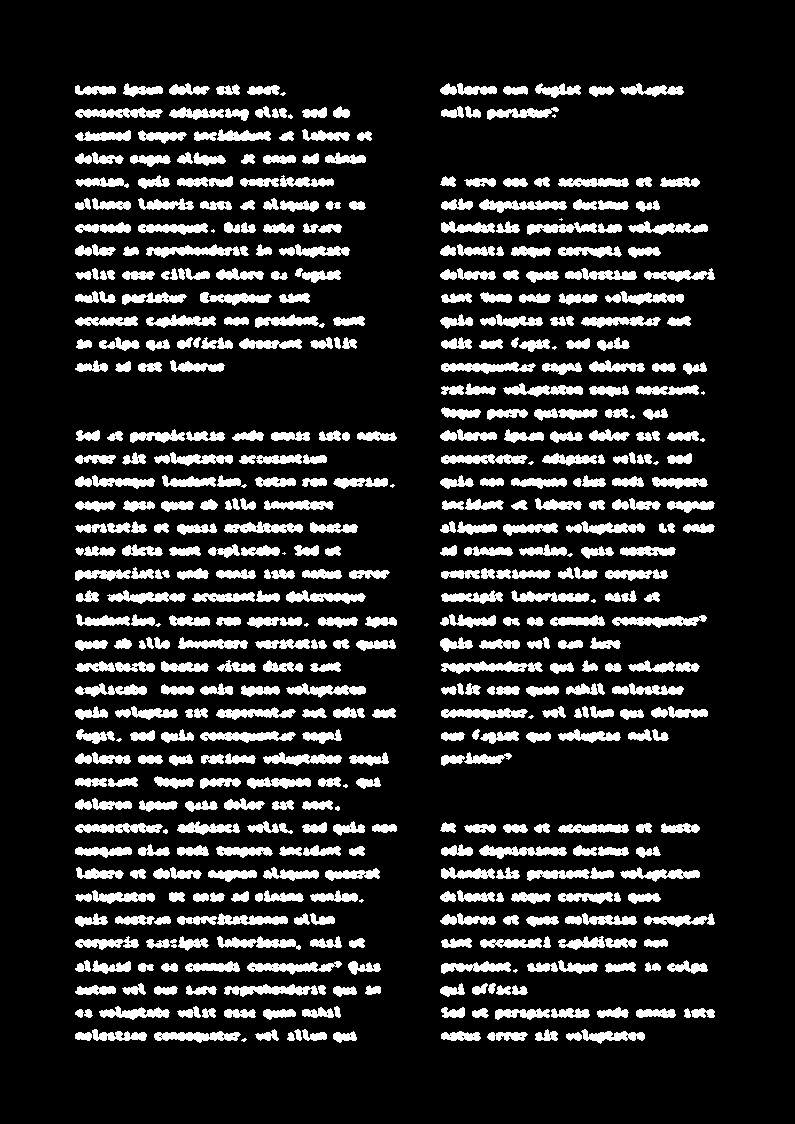 Lorem ipsum dolor sit amet,
consectetur adipiscing elit, sed do
eiusmod tempor incididunt ut labore et
dolore magna aliqua Ut enim ad minim
veniam, quis nostrud exercitation
ullamco laboris nisi ut aliquip ex ea
commodo consequat. Duis aute irure
dolor in reprehenderit in voluptate
velit esse cillum dolore eu fugiat
nulla pariatur Excepteur sint
occaecat cupidatat non proident, sunt
in culpa qui officia deserunt mollit
anim id est laborum
Sed ut perspiciatis unde omnis iste natus
error sit voluptatem accusantium
doloremque laudantium, totam rem aperiam,
eaque ipsa quae ab illo inventore
veritatis et quasi architecto beatae
vitae dicta sunt explicabo. Sed ut
perspiciatis unde omnis iste natus error
sit voluptatem accusantium doloremque
laudantium, totam rem aperiam, eaque ipsa
quae ab illo inventore veritatis et quasi
architecto beatae vitae dicta sunt
explicabo Nemo enim ipsam voluptatem
quia voluptas sit aspernatur aut odit aut
fugit, sed quia consequuntur magni
dolores eos qui ratione voluptatem sequi
nesciunt Neque porro quisquam est, qui
dolorem ipsum quia dolor sit amet,
consectetur, adipisci velit, sed quia non
numquam eius modi tempora incidunt ut
labore et dolore magnam aliquam quaerat
voluptatem Ut enim ad minima veniam,
quis nostrum exercitationem ullam
corporis suscipit laboriosam, nisi ut
aliquid ex ea commodi consequatur? Quis
autem vel eum iure reprehenderit qui in
ea voluptate velit esse quam nihil
molestiae consequatur, vel illum qui
dolorem eum fugiat quo voluptas
nulla pariatur?
At vero eos et accusamus et iusto
odio dignissimos ducimus qui
blanditiis praesentium voluptatum
deleniti atque corrupti quos
dolores et quas molestias excepturi
sint Nemo enim ipsam voluptatem
quia voluptas sit aspernatur aut
odit aut fugit, sed quia
consequuntur magni dolores eos qui
ratione voluptatem sequi nesciunt.
Neque porro quisquam est, qui
dolorem ipsum quia dolor sit amet,
consectetur, adipisci velit, sed
quia non numquam eius modi tempora
incidunt ut labore et dolore magnam
aliquam quaerat voluptatem Ut enim
ad minima veniam, quis nostrum
exercitationem ullam corporis
suscipit laboriosam, nisi ut
aliquid ex ea commodi consequatur?
Quis autem vel eum iure
reprehenderit qui in ea voluptate
velit esse quam nihil molestiae
consequatur, vel illum qui dolorem
eum fugiat quo voluptas nulla
pariatur?
At vero eos et accusamus et iusto
odio dignissimos ducimus qui
blanditiis praesentium voluptatum
deleniti atque corrupti quos
dolores et quas molestias excepturi
sint occaecati cupiditate non
provident, similique sunt in culpa
qui officia
Sed ut perspiciatis unde omnis iste
natus error sit voluptatem